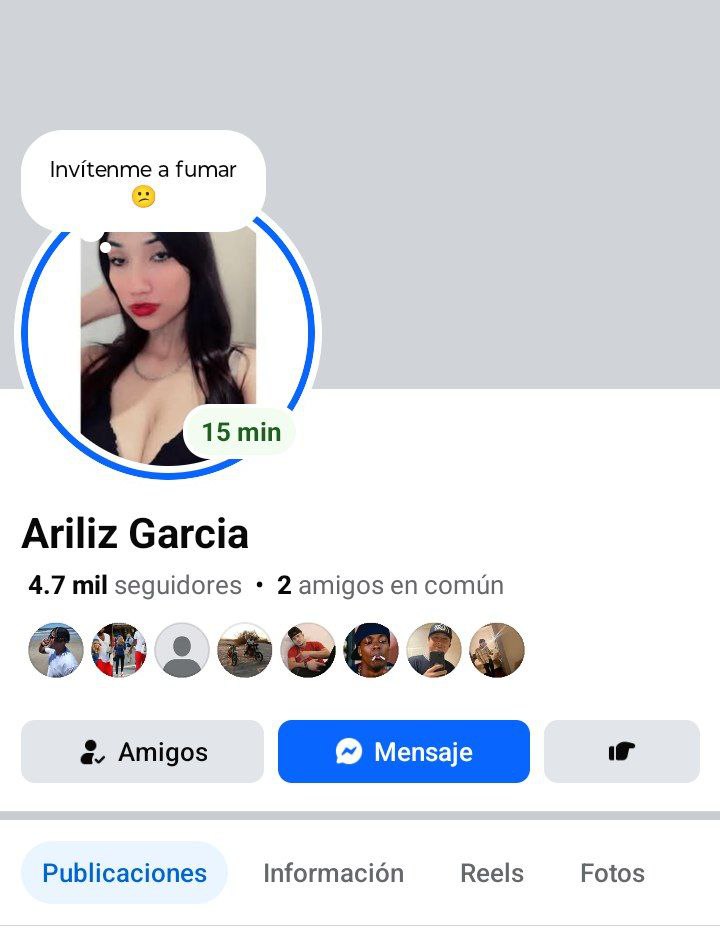 Invítenme a fumar
😕
15 min
Ariliz Garcia
4.7 mil seguidores • 2 amigos en común
Amigos
Mensaje
Publicaciones
Información
Reels
Fotos